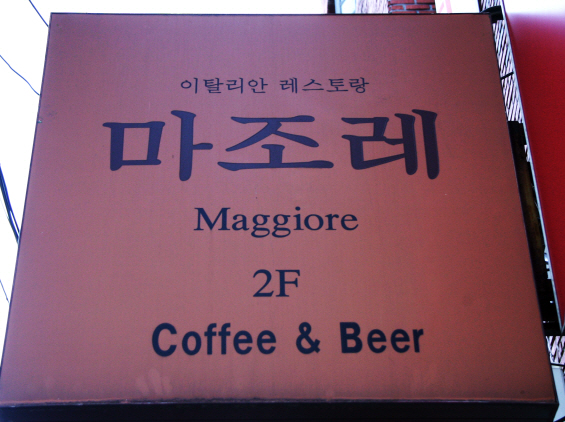 이탈리안 레스토랑
마조레
Maggiore
2F
Coffee & Beer